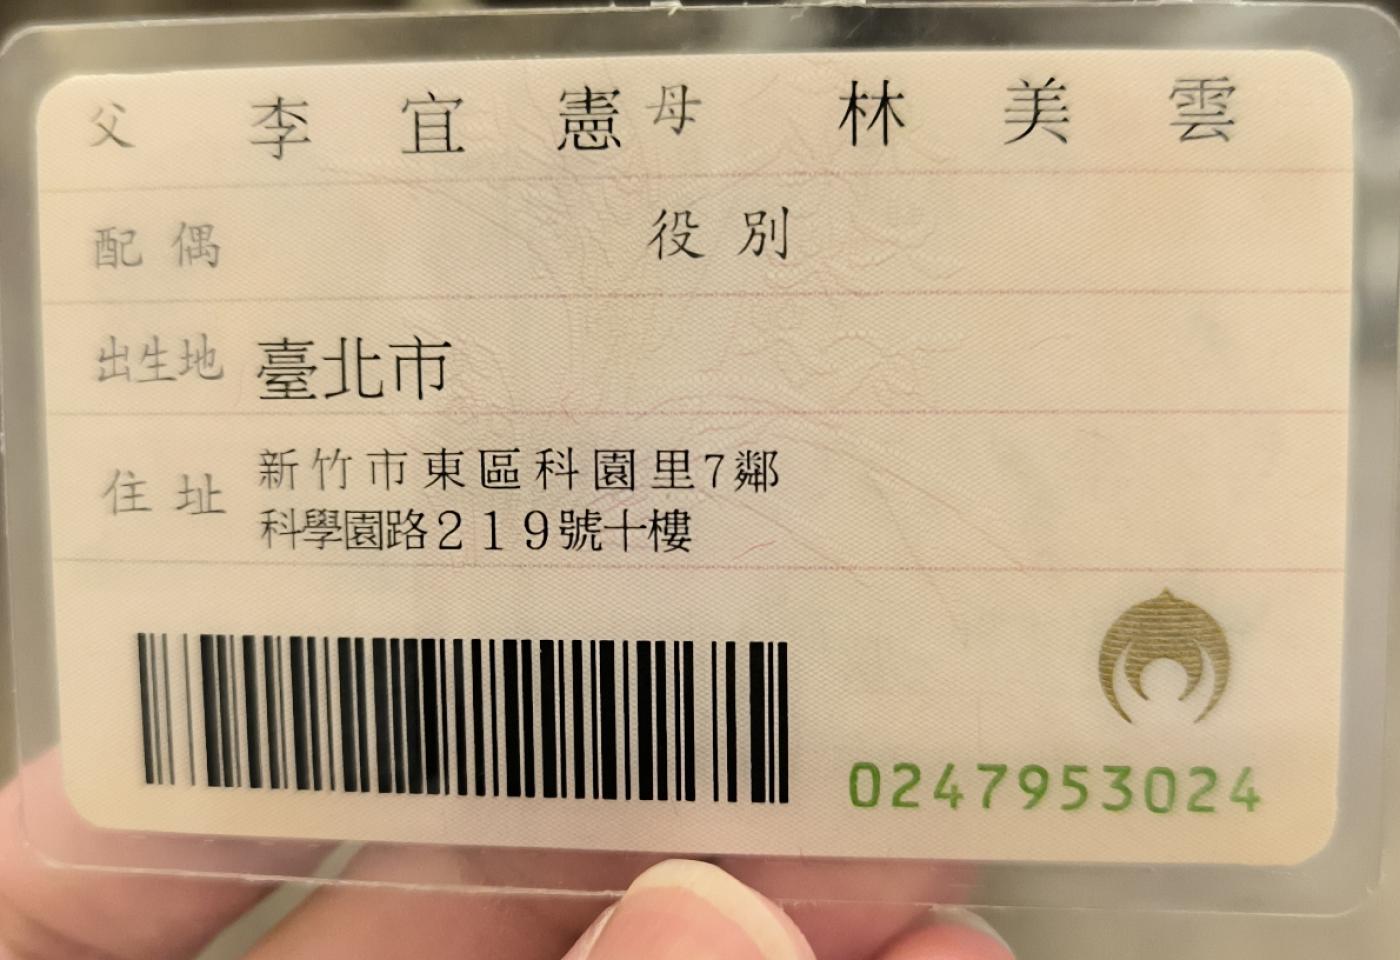 父 李宜憲 母 林美雲
配偶 役別
出生地 臺北市
住址 新竹市東區科園里7鄰
科學園路219號十樓
0247953024